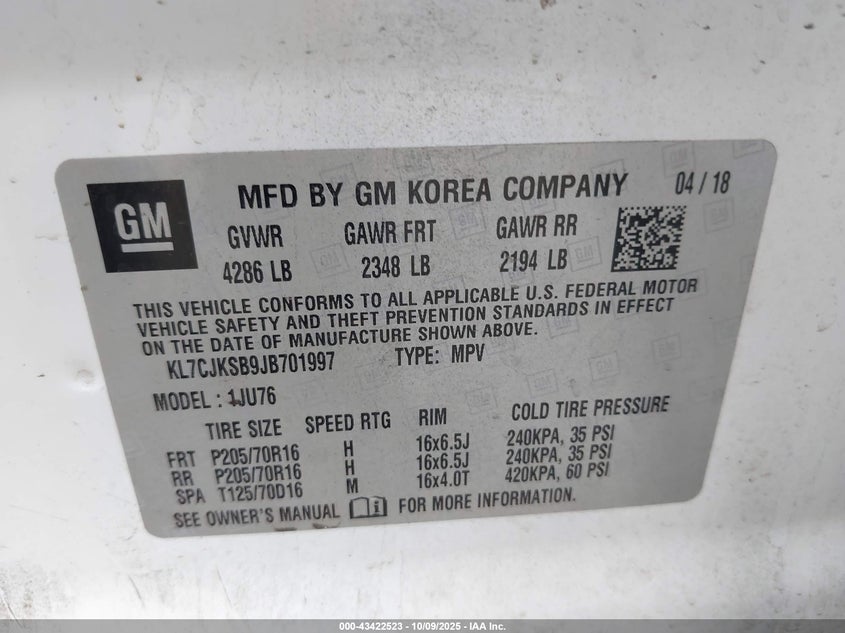 GM
MFD BY GM KOREA COMPANY 04 / 18
GVWR GAWR FRT GAWR RR
4286 LB 2348 LB 2194 LB
THIS VEHICLE CONFORMS TO ALL APPLICABLE U.S. FEDERAL MOTOR
VEHICLE SAFETY AND THEFT PREVENTION STANDARDS IN EFFECT
ON THE DATE OF MANUFACTURE SHOWN ABOVE.
KL7CJKSB9JB701997 TYPE: MPV
MODEL : 1JU76
TIRE SIZE SPEED RTG RIM COLD TIRE PRESSURE
FRT P205/70R16 H 16x6.5J 240KPA, 35 PSI
RR P205/70R16 H 16x6.5J 240KPA, 35 PSI
SPA T125/70D16 M 16x4.0T 420KPA, 60 PSI
SEE OWNER'S MANUAL FOR MORE INFORMATION.
000-43422523 - 10/09/2025 - IAA Inc.